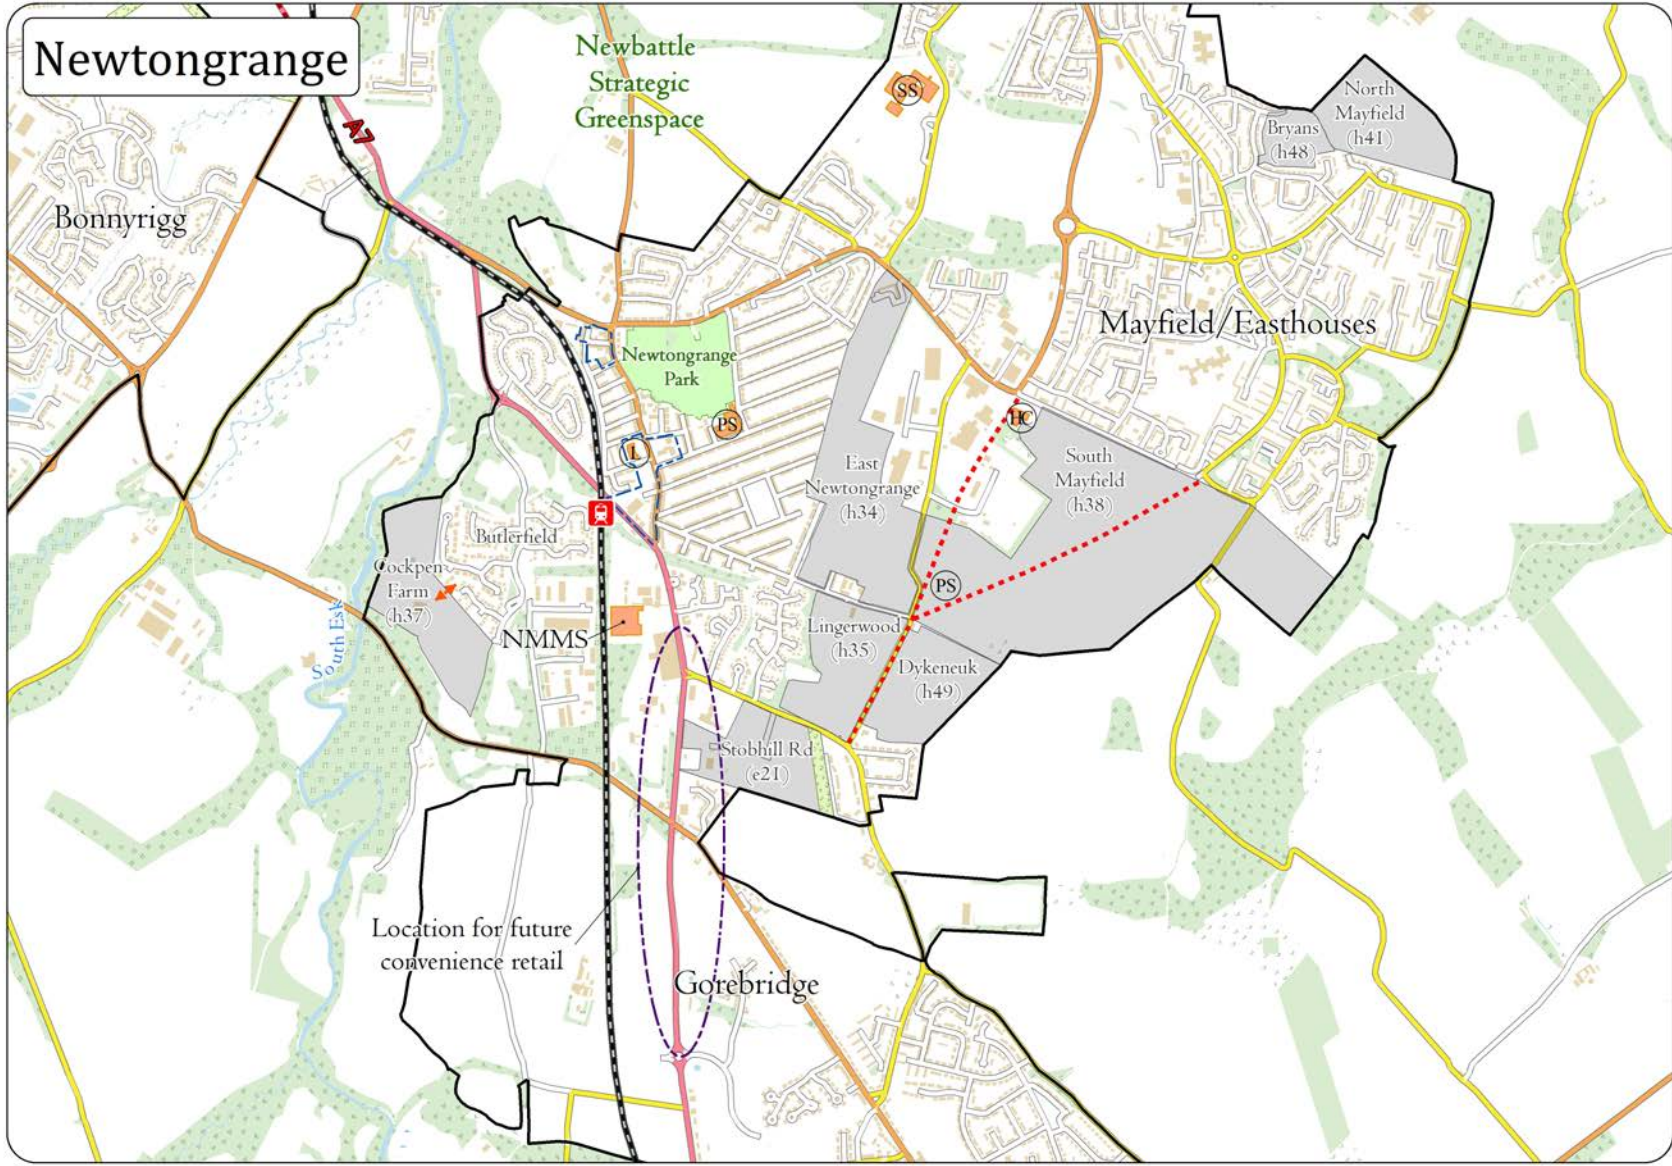 Newtongrange
Newbattle
Strategic
Greenspace
A7
SS
North
Mayfield
(h41)
Bryans
(h48)
Bonnyrigg
Mayfield/Easthouses
Newtongrange
Park
PS
HC
L
East
Newtongrange
(h34)
South
Mayfield
(h38)
Butlerfield
Cockpen
Farm
(h37)
PS
South Esk
NMMS
Lingerwood
(h35)
Dykeneuk
(h49)
Stobhill Rd
(e21)
Location for future
convenience retail
Gorebridge